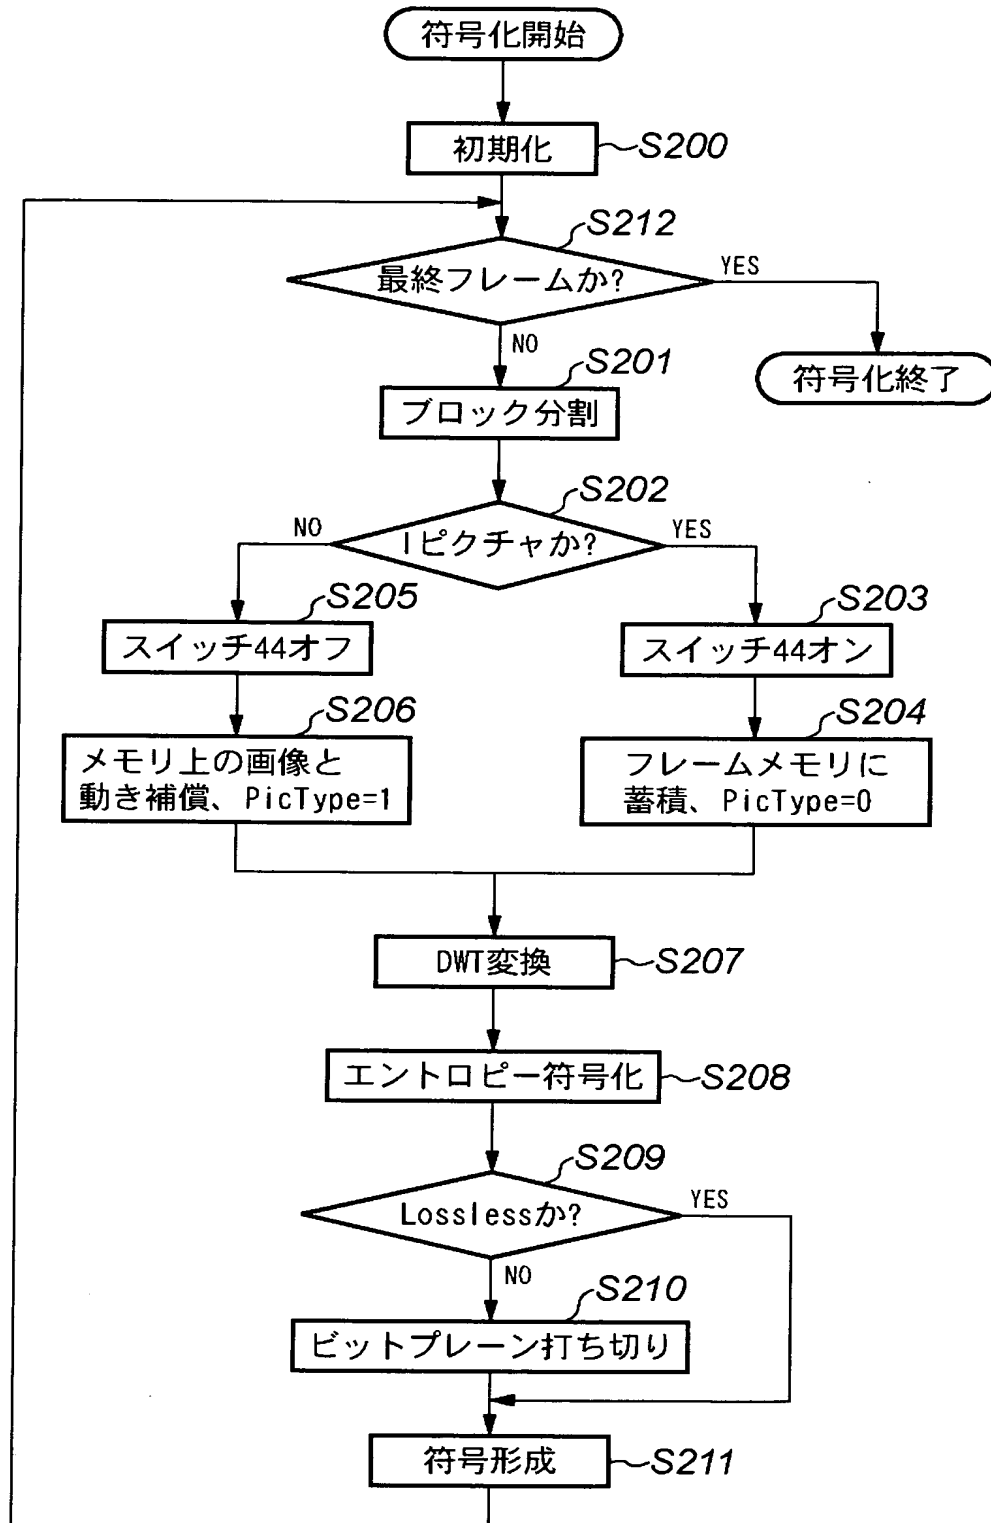 符号化開始
初期化
S200
S212
最終フレームか?
YES
NO
符号化終了
S201
ブロック分割
S202
Iピクチャか?
NO
YES
S205
スイッチ44オフ
S203
スイッチ44オン
S206
メモリ上の画像と
動き補償、PicType=1
S204
フレームメモリに
蓄積、PicType=0
DWT変換
S207
エントロピー符号化
S208
S209
Losslessか?
YES
NO
S210
ビットプレーン打ち切り
符号形成
S211